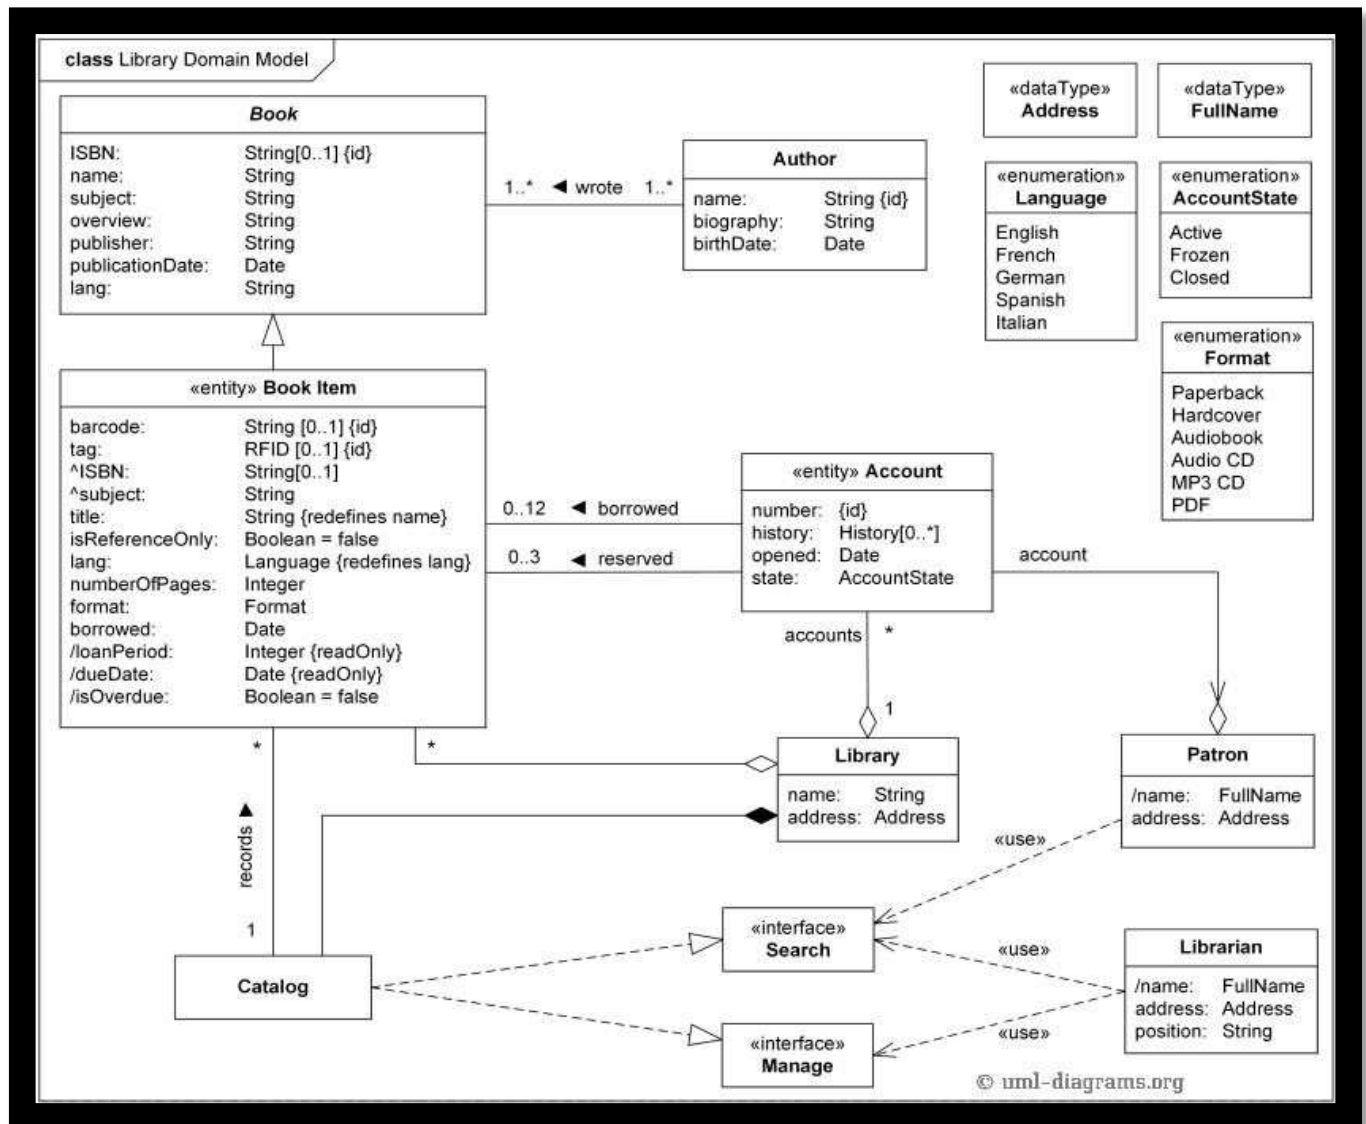 class Library Domain Model
Book
ISBN: String[0..1] {id}
name: String
subject: String
overview: String
publisher: String
publicationDate: Date
lang: String
1..* ◄ wrote 1..*
Author
name: String {id}
biography: String
birthDate: Date
«dataType»
Address
«dataType»
FullName
«enumeration»
Language
English
French
German
Spanish
Italian
«enumeration»
AccountState
Active
Frozen
Closed
«enumeration»
Format
Paperback
Hardcover
Audiobook
Audio CD
MP3 CD
PDF
«entity» Book Item
barcode: String [0..1] {id}
tag: RFID [0..1] {id}
^ISBN: String[0..1]
^subject: String
title: String {redefines name}
isReferenceOnly: Boolean = false
lang: Language {redefines lang}
numberOfPages: Integer
format: Format
borrowed: Date
/loanPeriod: Integer {readOnly}
/dueDate: Date {readOnly}
/isOverdue: Boolean = false
0..12 ◄ borrowed
0..3 ◄ reserved
«entity» Account
number: {id}
history: History[0..*]
opened: Date
state: AccountState
account
accounts *
1
* *
Library
name: String
address: Address
Patron
/name: FullName
address: Address
records ►
1
«use»
Catalog
«interface»
Search
«use»
Librarian
/name: FullName
address: Address
position: String
«use»
«interface»
Manage
© uml-diagrams.org